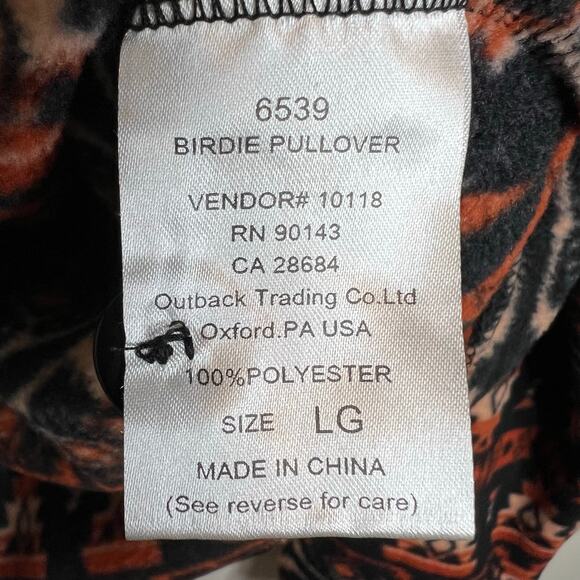 6539
BIRDIE PULLOVER
VENDOR# 10118
RN 90143
CA 28684
Outback Trading Co.Ltd
Oxford.PA USA
100%POLYESTER
SIZE LG
MADE IN CHINA
(See reverse for care)